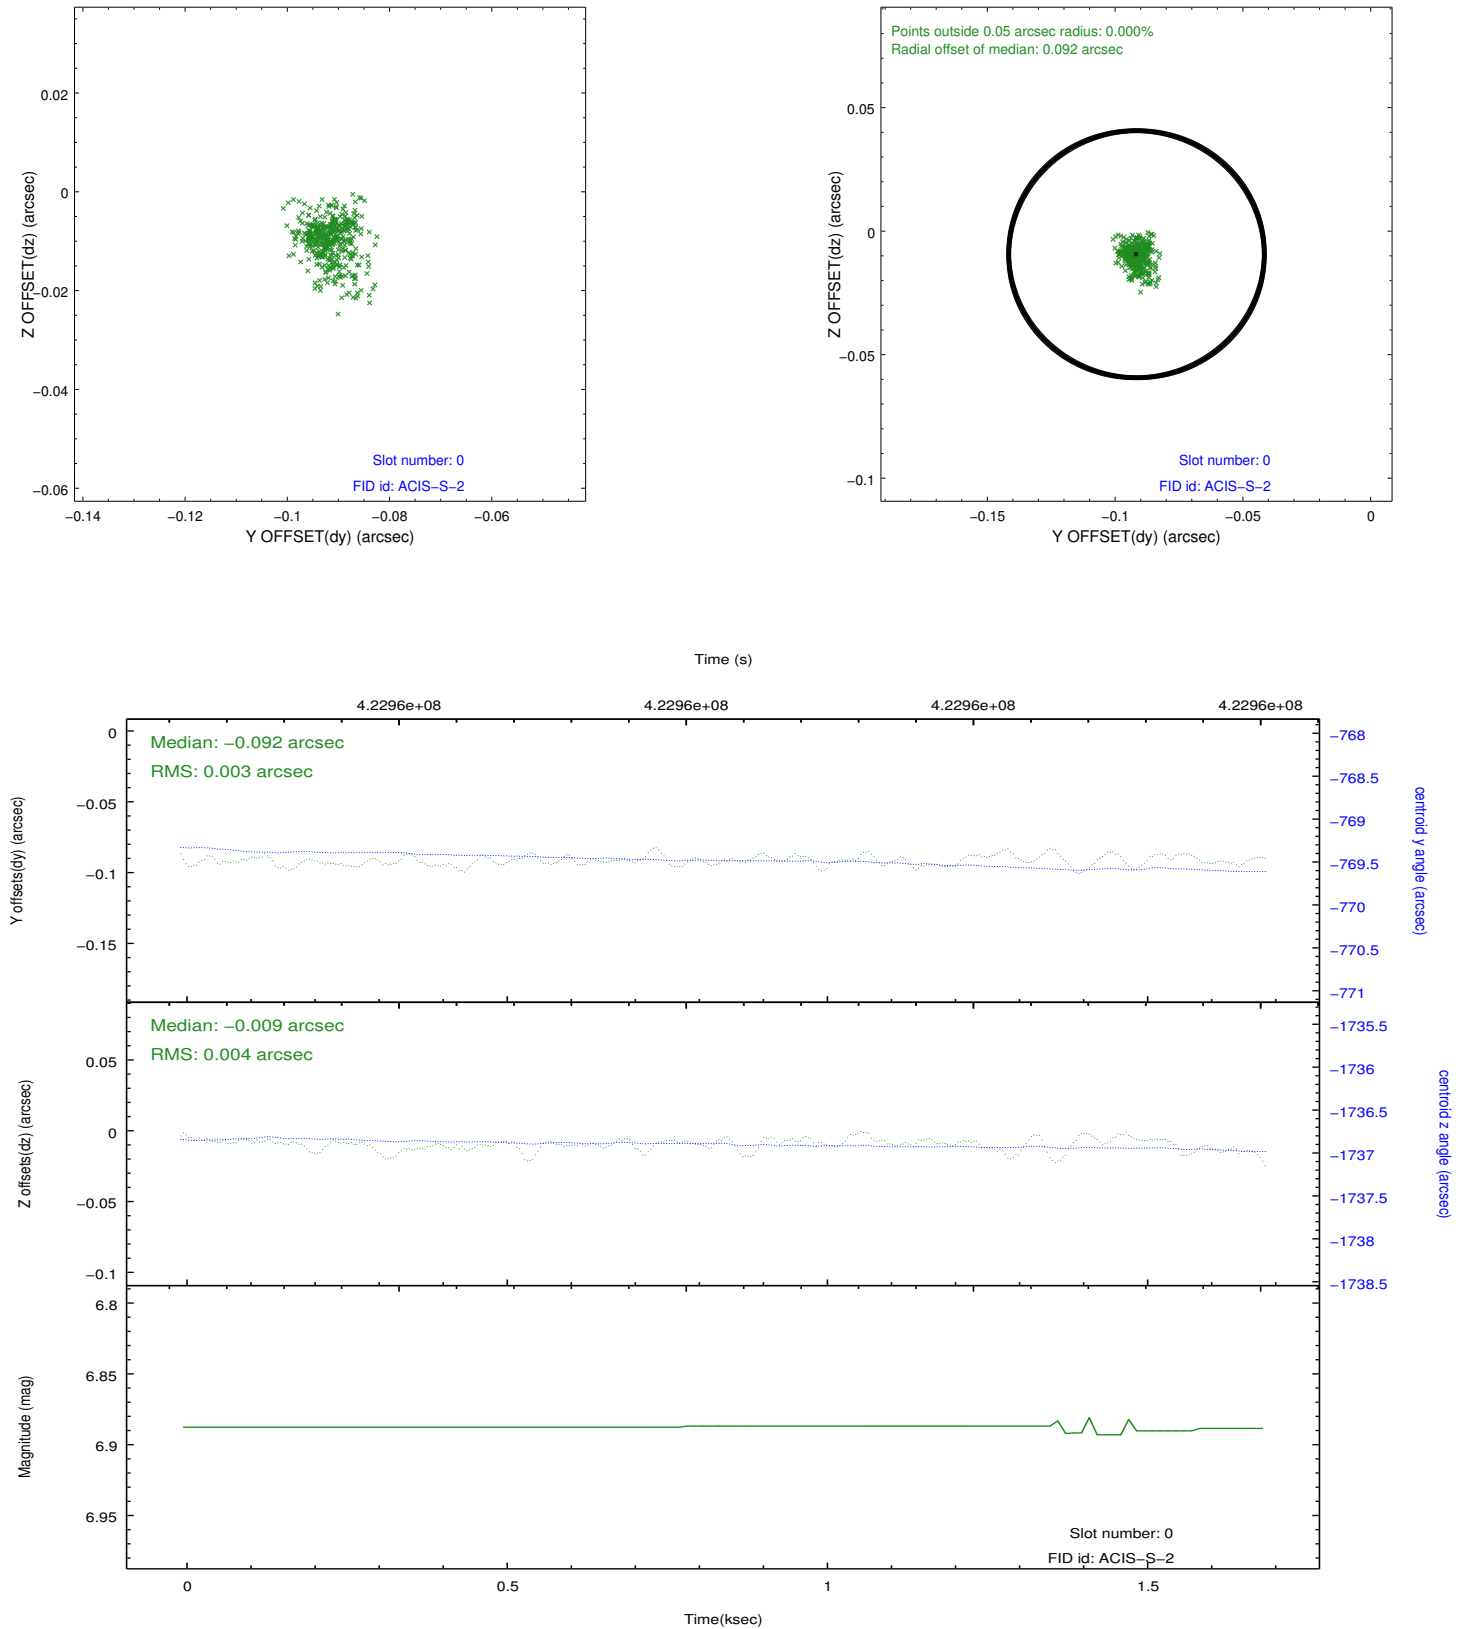 0.02
0
−0.02
−0.04
−0.06
Z OFFSET(dz) (arcsec)
Slot number: 0
FID id: ACIS−S−2
−0.14
−0.12
−0.1
−0.08
−0.06
Y OFFSET(dy) (arcsec)
Points outside 0.05 arcsec radius: 0.000%
Radial offset of median: 0.092 arcsec
0.05
0
−0.05
−0.1
Z OFFSET(dz) (arcsec)
Slot number: 0
FID id: ACIS−S−2
−0.15
−0.1
−0.05
0
Y OFFSET(dy) (arcsec)
Time (s)
4.2296e+08
4.2296e+08
4.2296e+08
4.2296e+08
Median: −0.092 arcsec
RMS: 0.003 arcsec
0
−0.05
−0.1
−0.15
Y offsets(dy) (arcsec)
−768
−768.5
−769
−769.5
−770
−770.5
−771
centroid y angle (arcsec)
Median: −0.009 arcsec
RMS: 0.004 arcsec
0.05
0
−0.05
−0.1
Z offsets(dz) (arcsec)
−1735.5
−1736
−1736.5
−1737
−1737.5
−1738
−1738.5
centroid z angle (arcsec)
6.8
6.85
6.9
6.95
Magnitude (mag)
Slot number: 0
FID id: ACIS−S−2
0
0.5
1
1.5
Time(ksec)